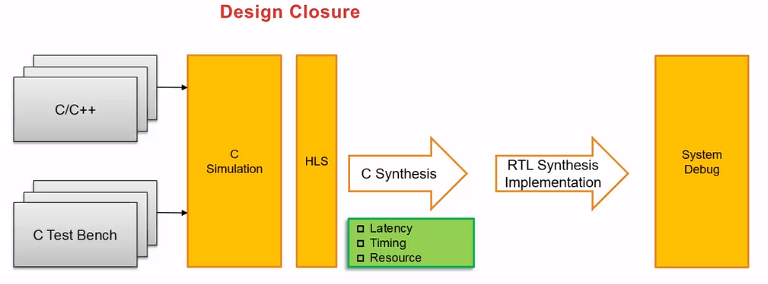 Design Closure
C/C++
C Test Bench
C
Simulation
HLS
C Synthesis
Latency
Timing
Resource
RTL Synthesis
Implementation
System
Debug